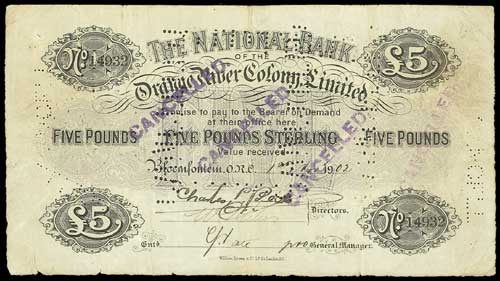 No 14932
THE NATIONAL BANK
£5
OF THE
Orange River Colony, Limited.
Promise to pay to the Bearer on Demand
at their office here
FIVE POUNDS FIVE POUNDS STERLING FIVE POUNDS
Value received
Bloemfontein, O.R.C. 1902
CANCELLED
CANCELLED
CANCELLED
Charles
Directors.
£5
No 14932
Entd. pro General Manager.